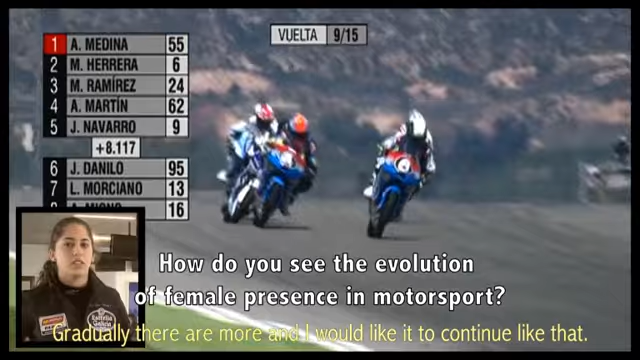 VUELTA 9/15
1 A. MEDINA 55
2 M. HERRERA 6
3 M. RAMÍREZ 24
4 A. MARTÍN 62
5 J. NAVARRO 9
+8.117
6 J. DANILO 95
7 L. MORCIANO 13
16
How do you see the evolution
of female presence in motorsport?
Gradually there are more and I would like it to continue like that.
Estrella
Galicia